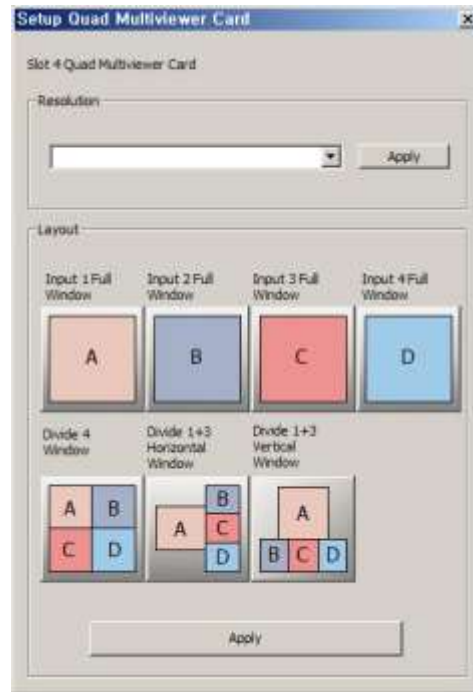 Setup Quad Multiviewer Card
Slot 4 Quad Multiviewer Card
Resolution
Apply
Layout
Input 1 Full Window
Input 2 Full Window
Input 3 Full Window
Input 4 Full Window
A
B
C
D
Divide 4 Window
Divide 1+3 Horizontal Window
Divide 1+3 Vertical Window
A B
C D
A B C D
A
B C D
Apply